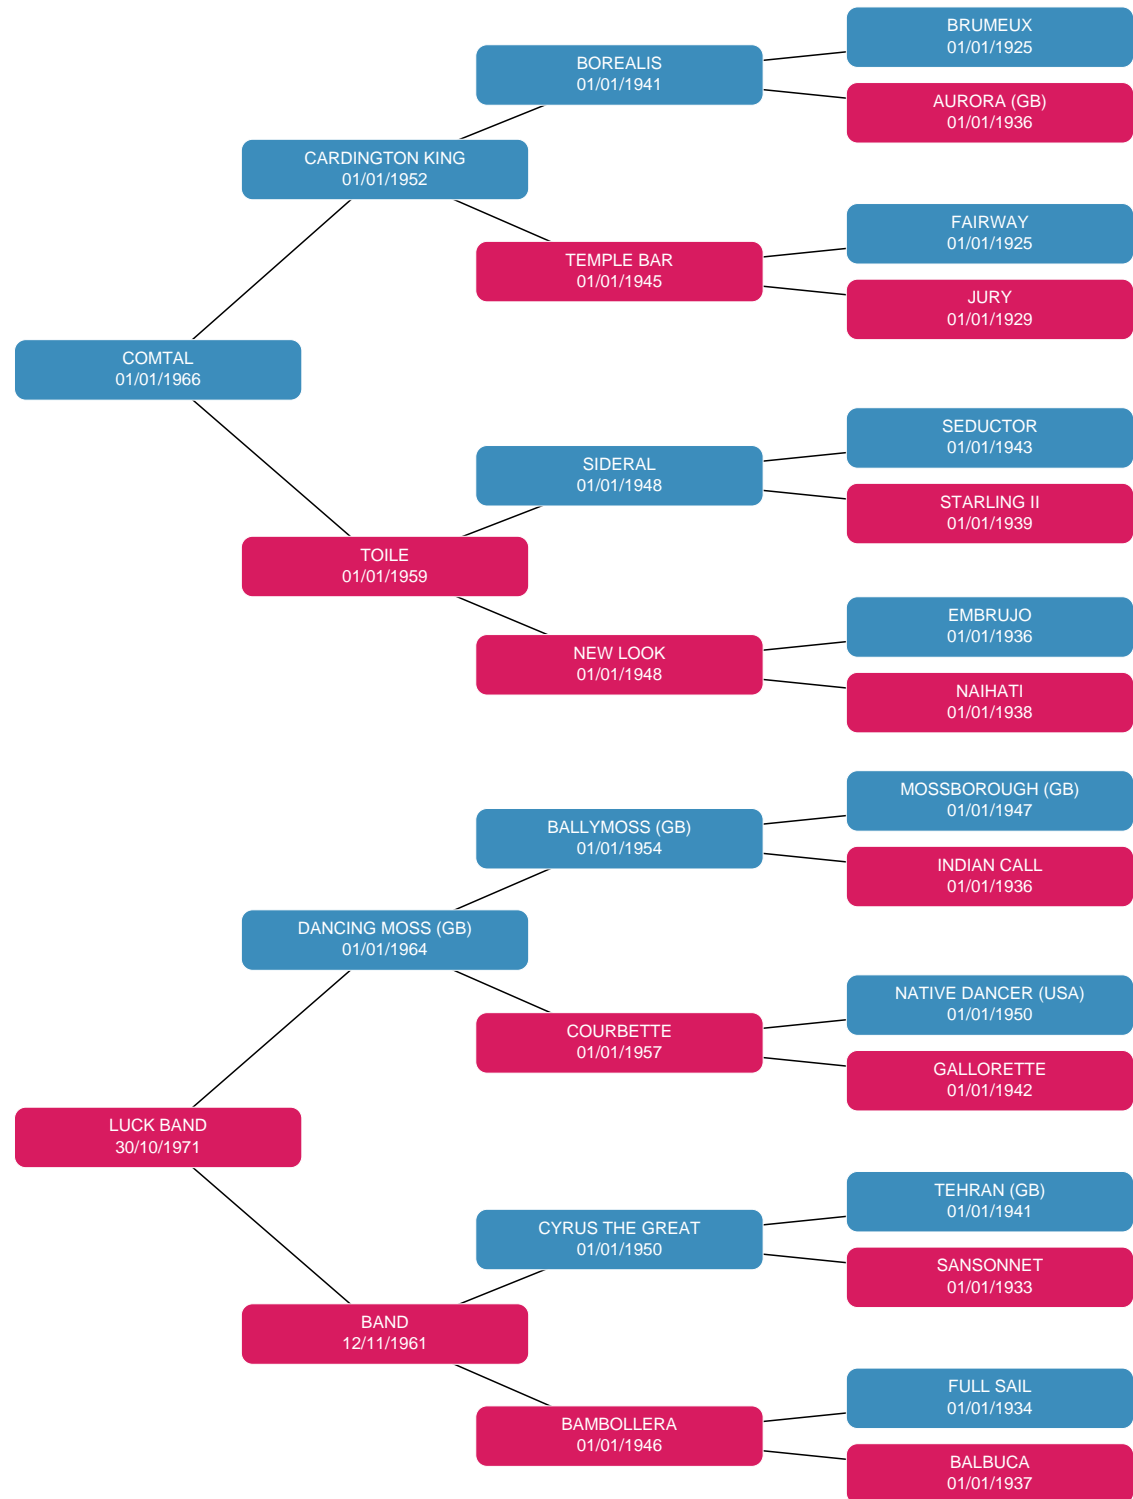 BRUMEUX
01/01/1925
BOREALIS
01/01/1941
AURORA (GB)
01/01/1936
CARDINGTON KING
01/01/1952
FAIRWAY
01/01/1925
TEMPLE BAR
01/01/1945
JURY
01/01/1929
COMTAL
01/01/1966
SEDUCTOR
01/01/1943
SIDERAL
01/01/1948
STARLING II
01/01/1939
TOILE
01/01/1959
EMBRUJO
01/01/1936
NEW LOOK
01/01/1948
NAIHATI
01/01/1938
MOSSBOROUGH (GB)
01/01/1947
BALLYMOSS (GB)
01/01/1954
INDIAN CALL
01/01/1936
DANCING MOSS (GB)
01/01/1964
NATIVE DANCER (USA)
01/01/1950
COURBETTE
01/01/1957
GALLORETTE
01/01/1942
LUCK BAND
30/10/1971
TEHRAN (GB)
01/01/1941
CYRUS THE GREAT
01/01/1950
SANSONNET
01/01/1933
BAND
12/11/1961
FULL SAIL
01/01/1934
BAMBOLLERA
01/01/1946
BALBUCA
01/01/1937